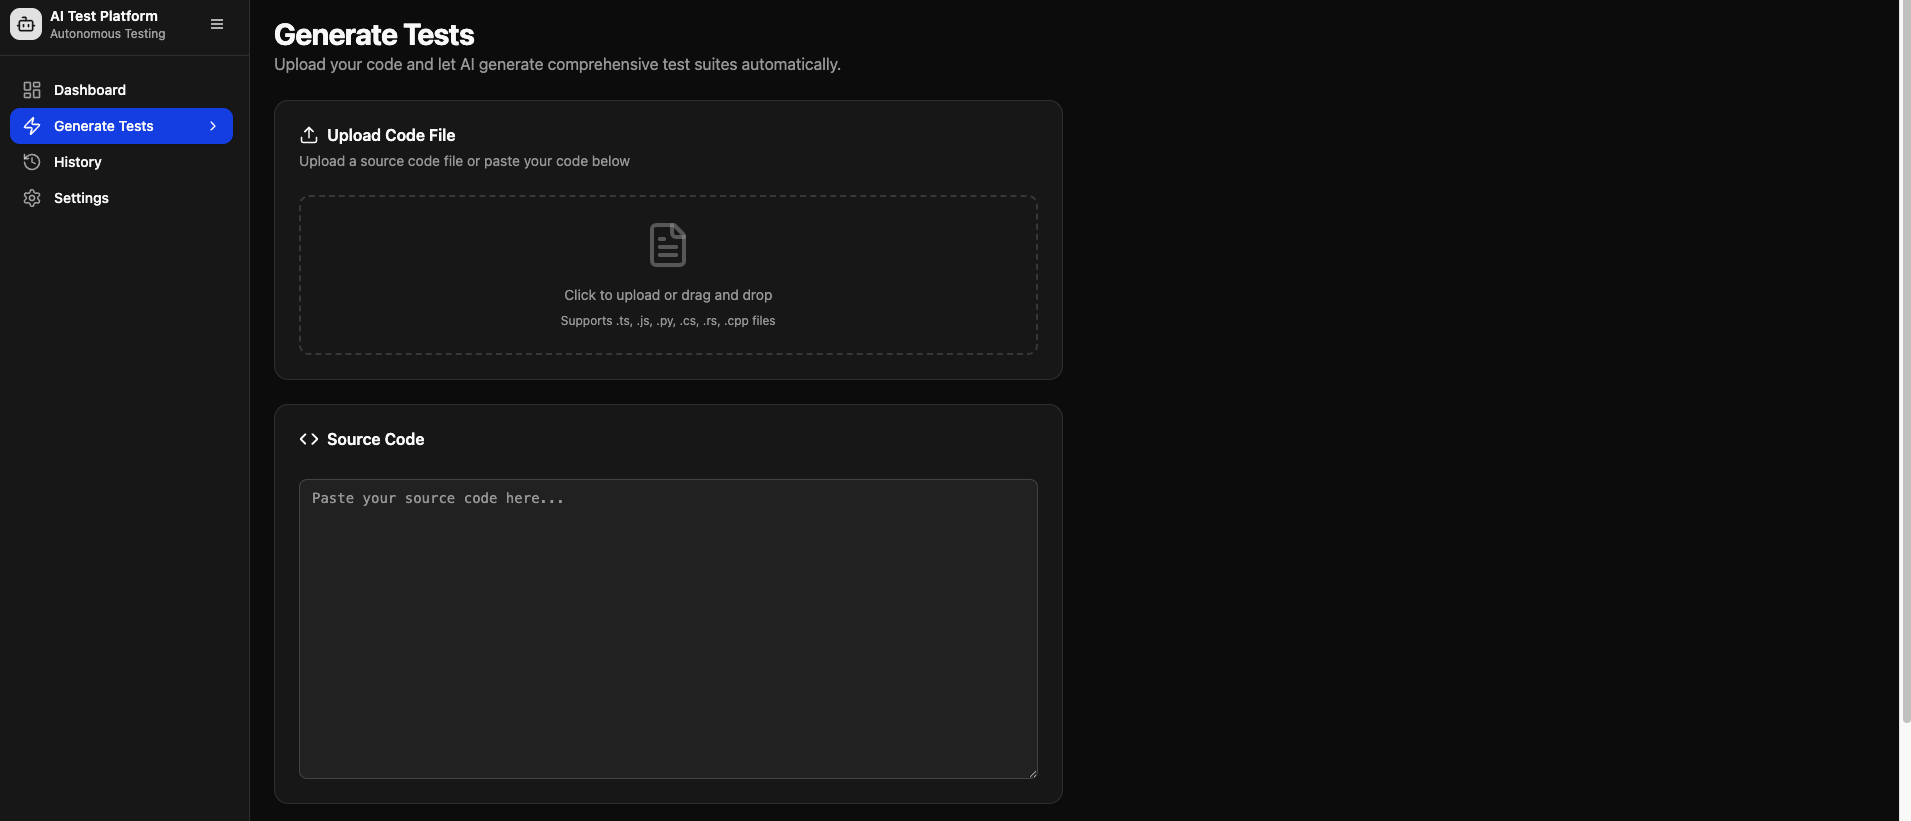 AI Test Platform
Autonomous Testing
Dashboard
Generate Tests
History
Settings
Generate Tests
Upload your code and let AI generate comprehensive test suites automatically.
Upload Code File
Upload a source code file or paste your code below
Click to upload or drag and drop
Supports .ts, .js, .py, .cs, .rs, .cpp files
Source Code
Paste your source code here...